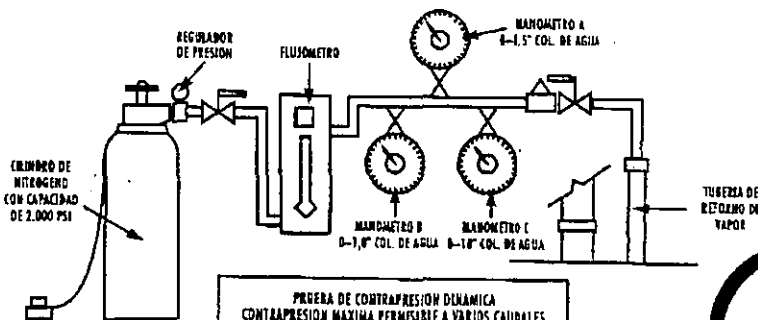 REGULADOR
DE PRESION
FLUJOMETRO
MANOMETRO A
0-0,5" COL. DE AGUA
CILINDRO DE
NITROGENO
CON CAPACIDAD
DE 2.000 PSI
MANOMETRO B
0-1,0" COL. DE AGUA
MANOMETRO C
0-10" COL. DE AGUA
TUBERIA DE
RETORNO DE
VAPOR
PRUEBA DE CONTRAPRESION DINAMICA
CONTRAPRESION MAXIMA PERMISIBLE A VARIOS CAUDALES